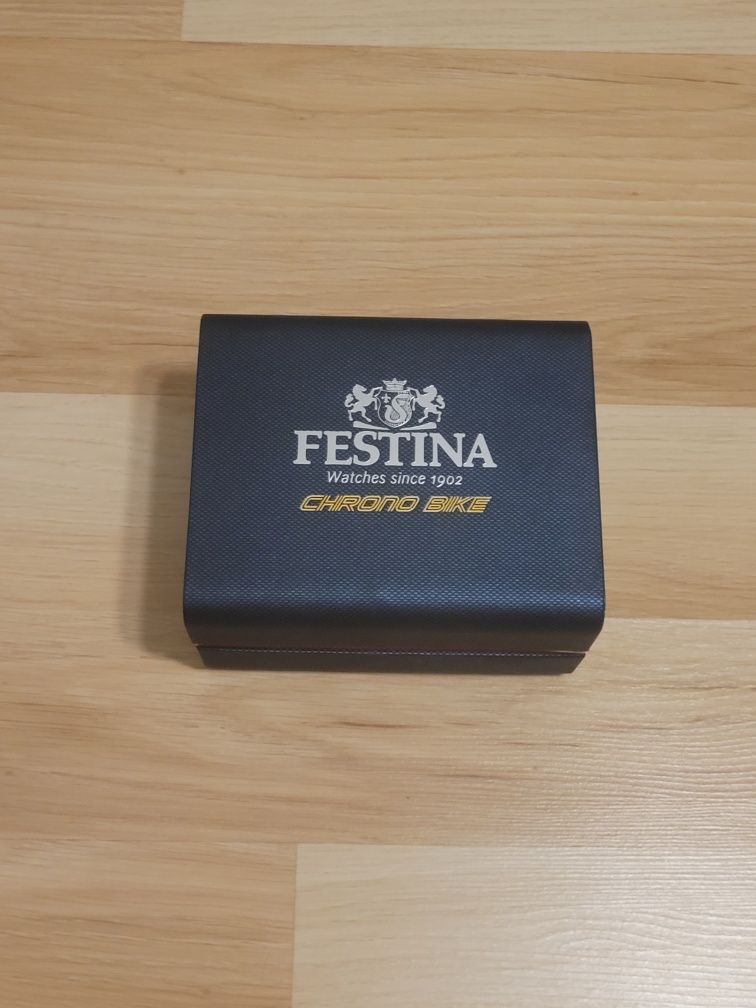 FESTINA
Watches since 1902
CHRONO BIKE